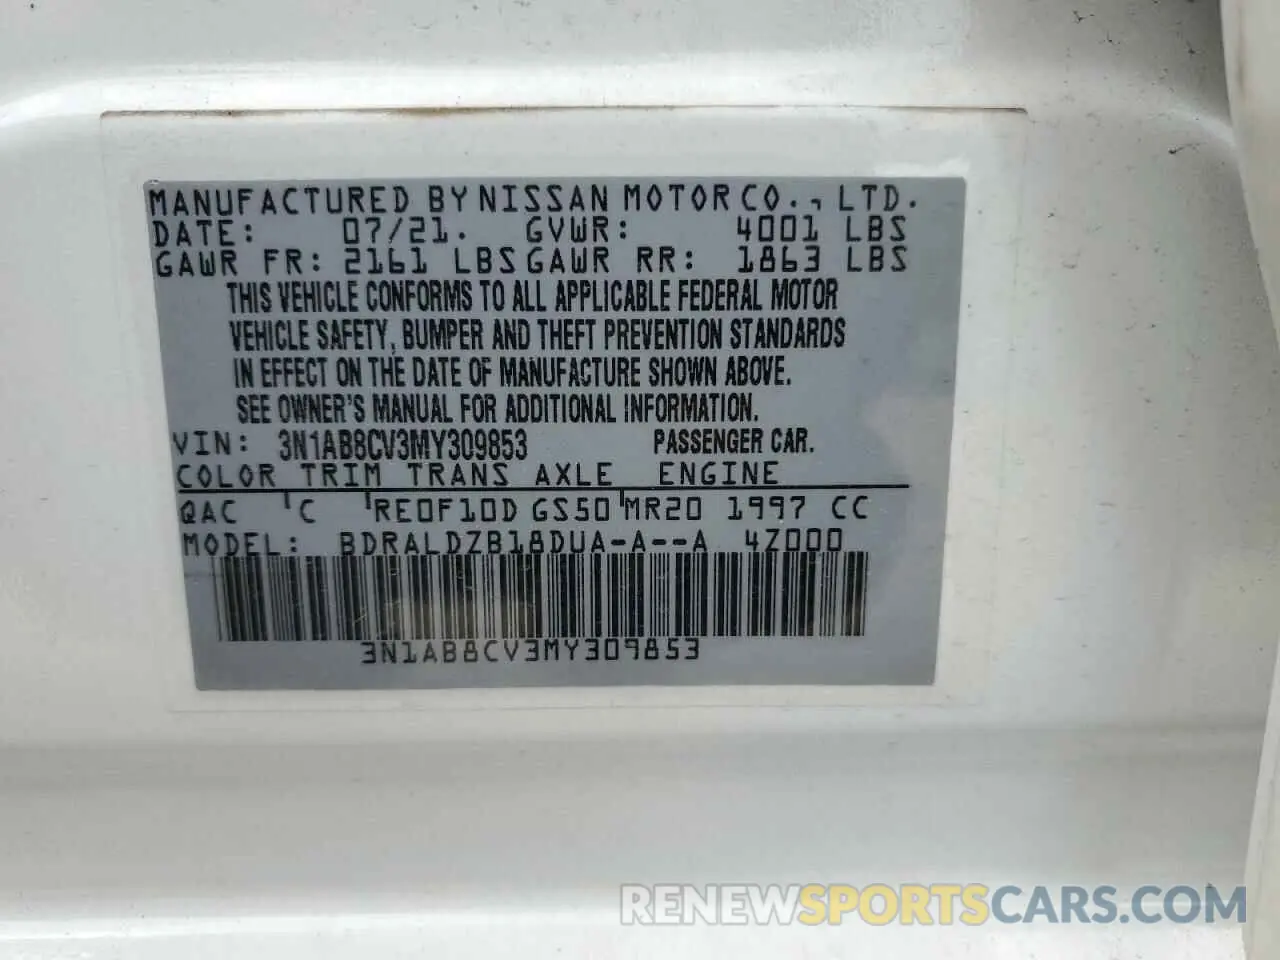 MANUFACTURED BY NISSAN MOTOR CO., LTD.
DATE: 07/21. GVWR: 4001 LBS
GAWR FR: 2161 LBS GAWR RR: 1863 LBS
THIS VEHICLE CONFORMS TO ALL APPLICABLE FEDERAL MOTOR
VEHICLE SAFETY, BUMPER AND THEFT PREVENTION STANDARDS
IN EFFECT ON THE DATE OF MANUFACTURE SHOWN ABOVE.
SEE OWNER'S MANUAL FOR ADDITIONAL INFORMATION.
VIN: 3N1AB8CV3MY309853 PASSENGER CAR.
COLOR TRIM TRANS AXLE ENGINE
QAC C RE0F10D GS50 MR20 1997 CC
MODEL: BDRALDZB18DUA-A--A 4Z000
3N1AB8CV3MY309853
RENEWSPORTSCARS.COM